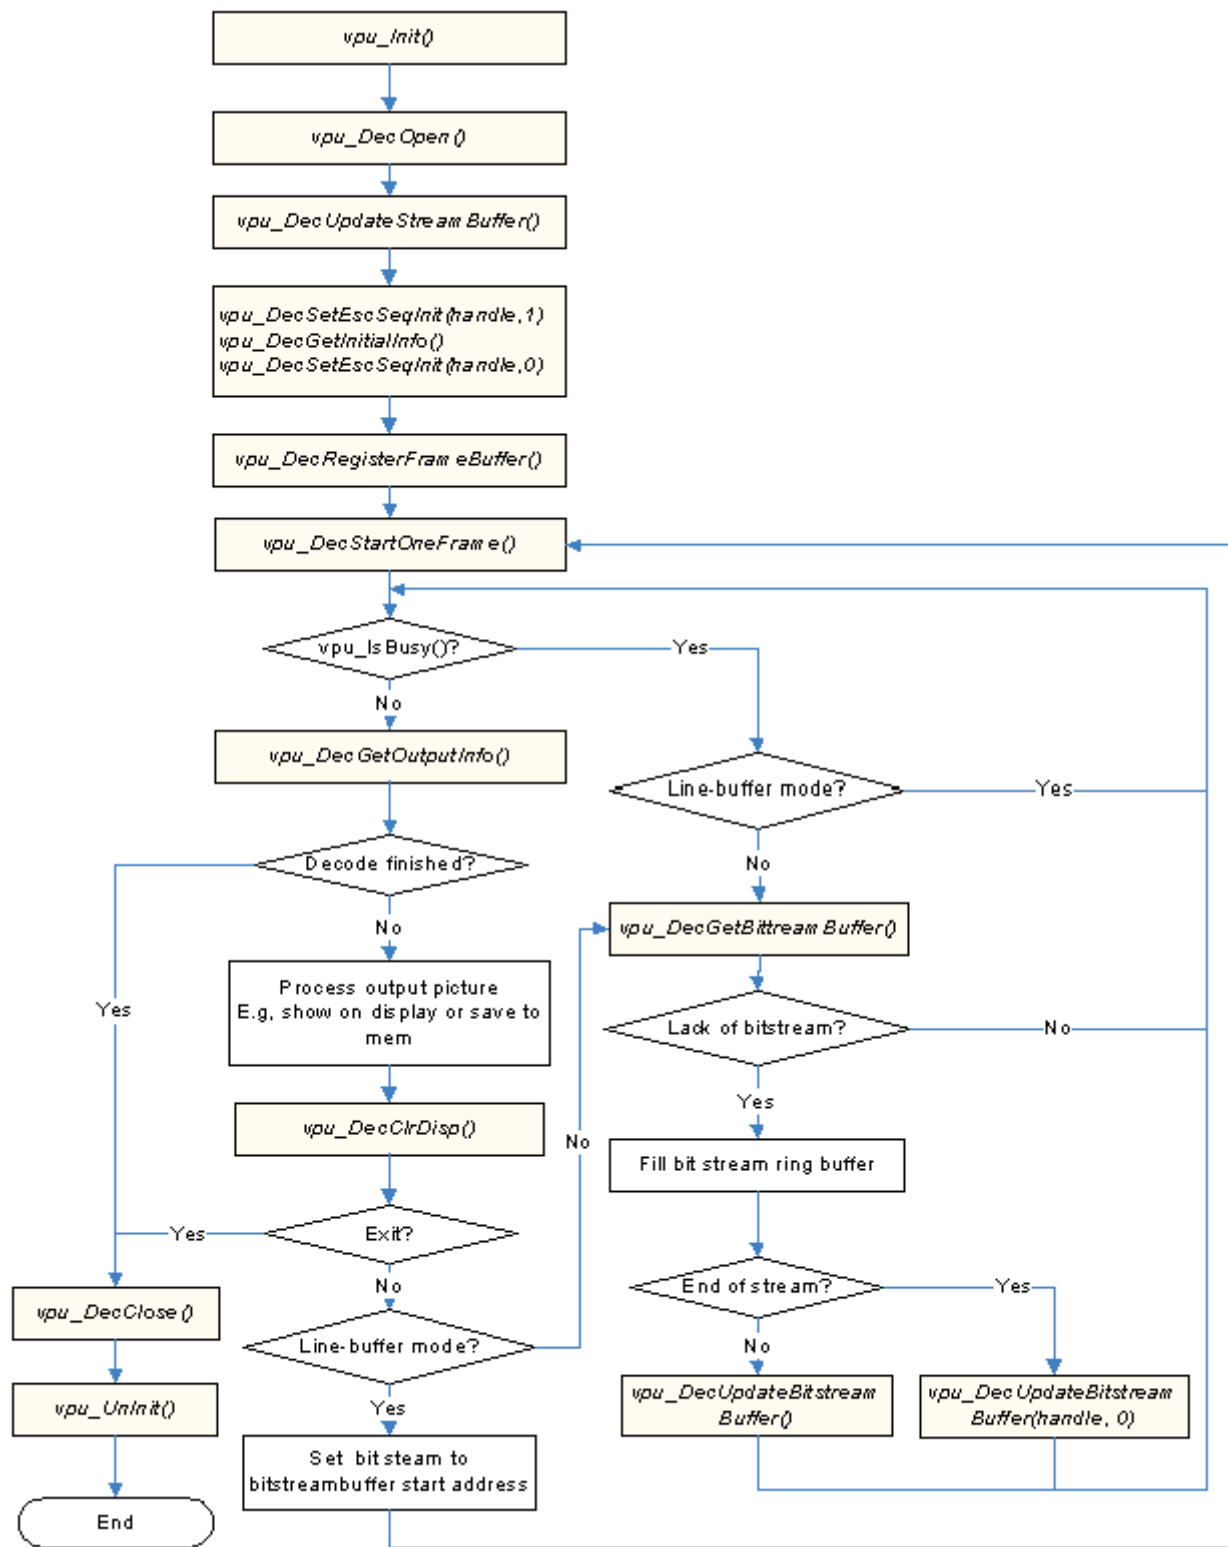 vpu_Init()
vpu_DecOpen()
vpu_DecUpdateStreamBuffer()
vpu_DecSetEscSeqInit(handle,1)
vpu_DecGetInitialInfo()
vpu_DecSetEscSeqInit(handle,0)
vpu_DecRegisterFrameBuffer()
vpu_DecStartOneFrame()
vpu_IsBusy()?
Yes
No
vpu_DecGetOutputInfo()
Line-buffer mode?
Yes
No
Decode finished?
Yes
No
vpu_DecGetBittreamBuffer()
Process output picture
E.g, show on display or save to
mem
Lack of bitstream?
No
Yes
vpu_DecClrDisp()
No
Fill bit stream ring buffer
Exit?
Yes
No
End of stream?
Yes
No
vpu_DecClose()
Line-buffer mode?
Yes
vpu_DecUpdateBitstream
Buffer()
vpu_DecUpdateBitstream
Buffer(handle, 0)
vpu_UnInit()
Set bitsteam to
bitstreambuffer start address
End